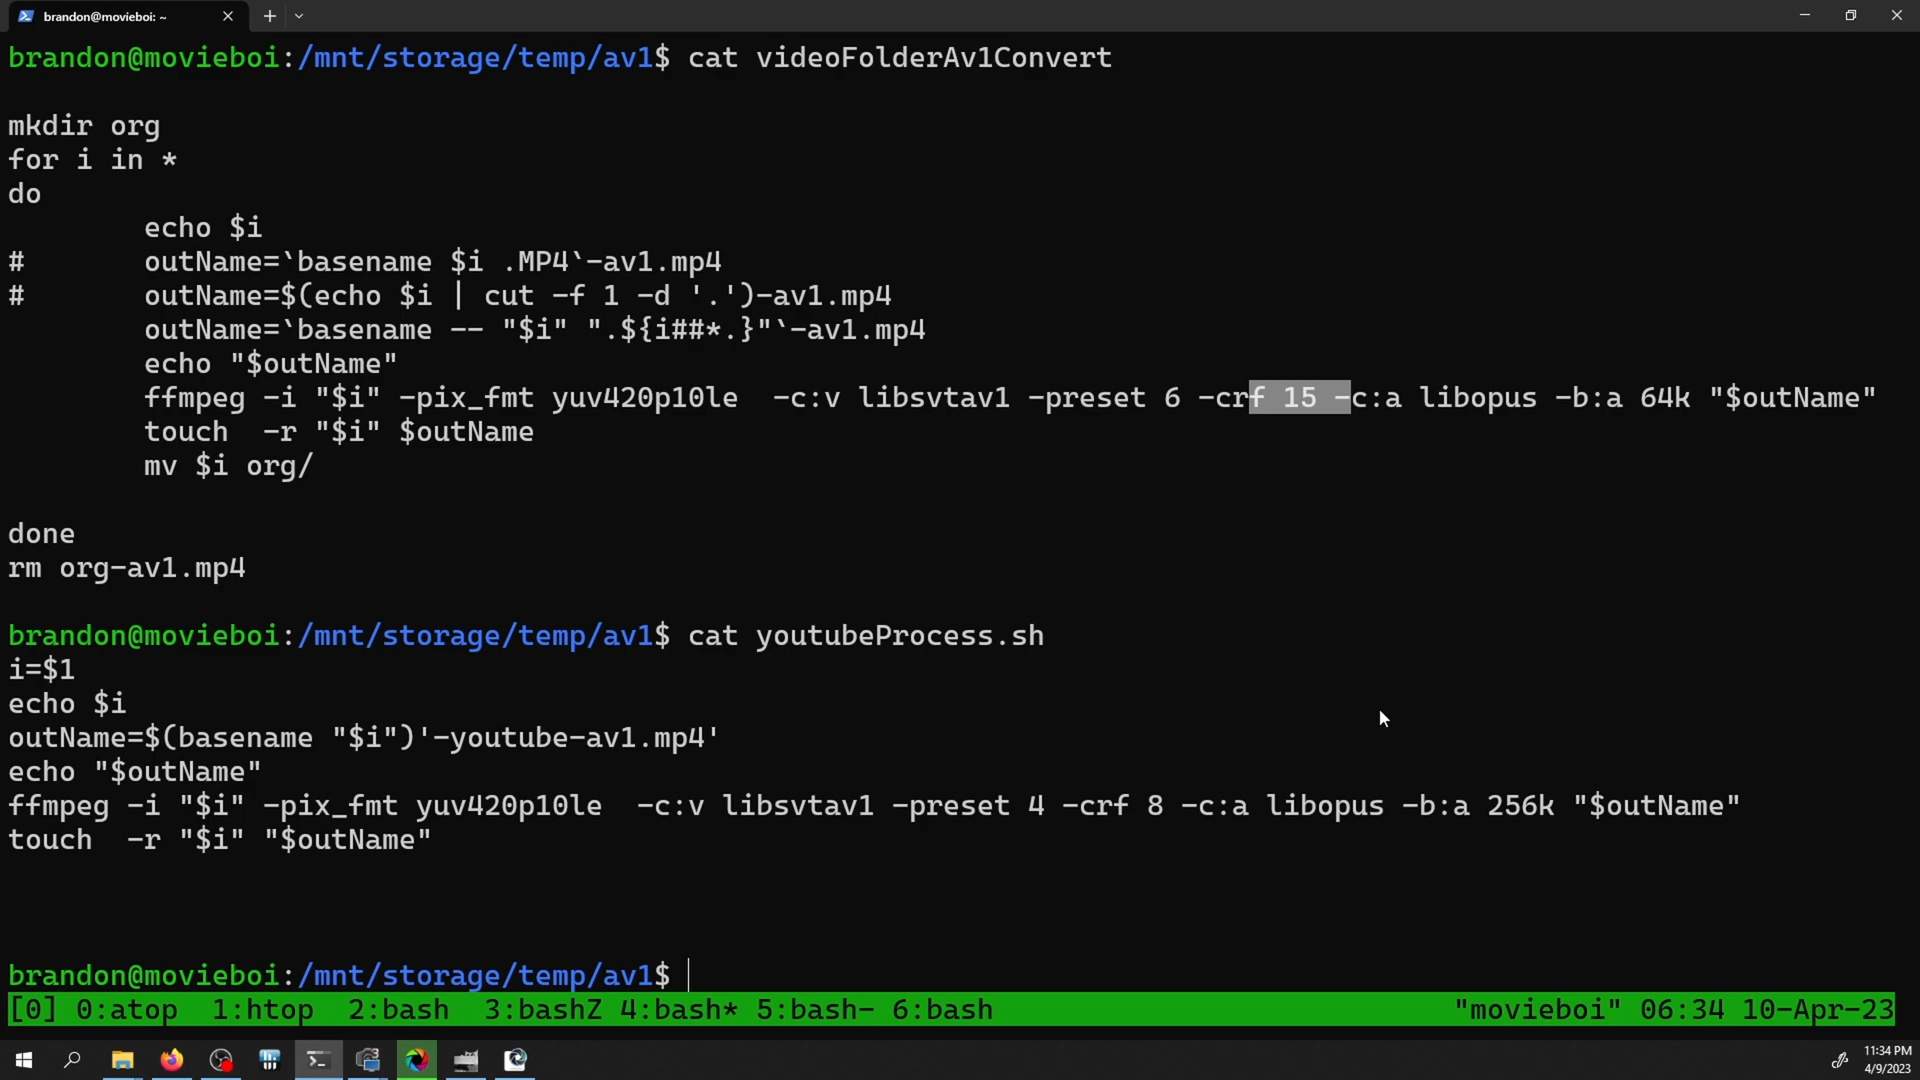 brandon@movieboi: ~
brandon@movieboi:/mnt/storage/temp/av1$ cat videoFolderAv1Convert
mkdir org
for i in *
do
echo $i
# outName=`basename $i .MP4`-av1.mp4
# outName=$(echo $i | cut -f 1 -d '.')-av1.mp4
outName=`basename -- "$i" ".${i##*.}"`-av1.mp4
echo "$outName"
ffmpeg -i "$i" -pix_fmt yuv420p10le  -c:v libsvtav1 -preset 6 -crf 15 -c:a libopus -b:a 64k "$outName"
touch  -r "$i" $outName
mv $i org/
done
rm org-av1.mp4
brandon@movieboi:/mnt/storage/temp/av1$ cat youtubeProcess.sh
i=$1
echo $i
outName=$(basename "$i")'-youtube-av1.mp4'
echo "$outName"
ffmpeg -i "$i" -pix_fmt yuv420p10le  -c:v libsvtav1 -preset 4 -crf 8 -c:a libopus -b:a 256k "$outName"
touch  -r "$i" "$outName"
brandon@movieboi:/mnt/storage/temp/av1$
[0] 0:atop  1:htop  2:bash  3:bashZ 4:bash* 5:bash- 6:bash "movieboi" 06:34 10-Apr-23
11:34 PM
4/9/2023